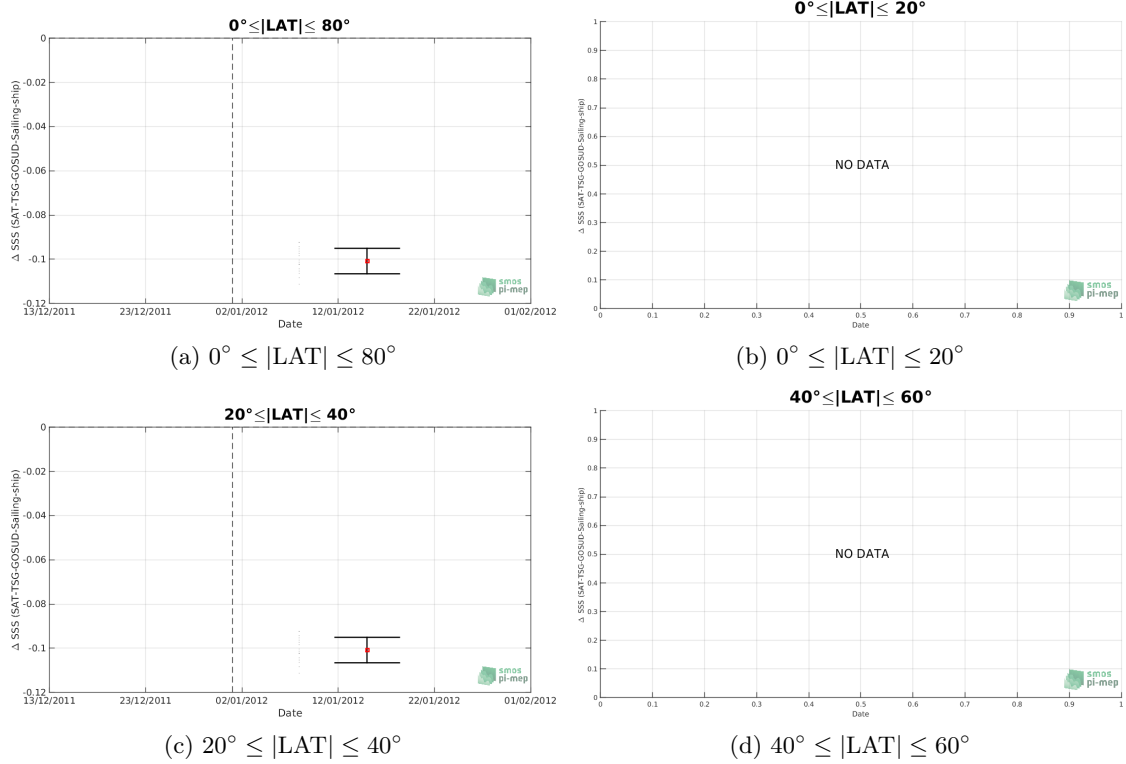 0°≤|LAT|≤ 80°
Δ SSS (SAT-TSG-GOSUD-Sailing-ship)
0
-0.02
-0.04
-0.06
-0.08
-0.1
-0.12
13/12/2011 23/12/2011 02/01/2012 12/01/2012 22/01/2012 01/02/2012
Date
smos
pi-mep
(a) 0° ≤ |LAT| ≤ 80°
0°≤|LAT|≤ 20°
Δ SSS (SAT-TSG-GOSUD-Sailing-ship)
1
0.9
0.8
0.7
0.6
0.5
0.4
0.3
0.2
0.1
0
NO DATA
0 0.1 0.2 0.3 0.4 0.5 0.6 0.7 0.8 0.9 1
Date
smos
pi-mep
(b) 0° ≤ |LAT| ≤ 20°
20°≤|LAT|≤ 40°
Δ SSS (SAT-TSG-GOSUD-Sailing-ship)
0
-0.02
-0.04
-0.06
-0.08
-0.1
-0.12
13/12/2011 23/12/2011 02/01/2012 12/01/2012 22/01/2012 01/02/2012
Date
smos
pi-mep
(c) 20° ≤ |LAT| ≤ 40°
40°≤|LAT|≤ 60°
Δ SSS (SAT-TSG-GOSUD-Sailing-ship)
1
0.9
0.8
0.7
0.6
0.5
0.4
0.3
0.2
0.1
0
NO DATA
0 0.1 0.2 0.3 0.4 0.5 0.6 0.7 0.8 0.9 1
Date
smos
pi-mep
(d) 40° ≤ |LAT| ≤ 60°